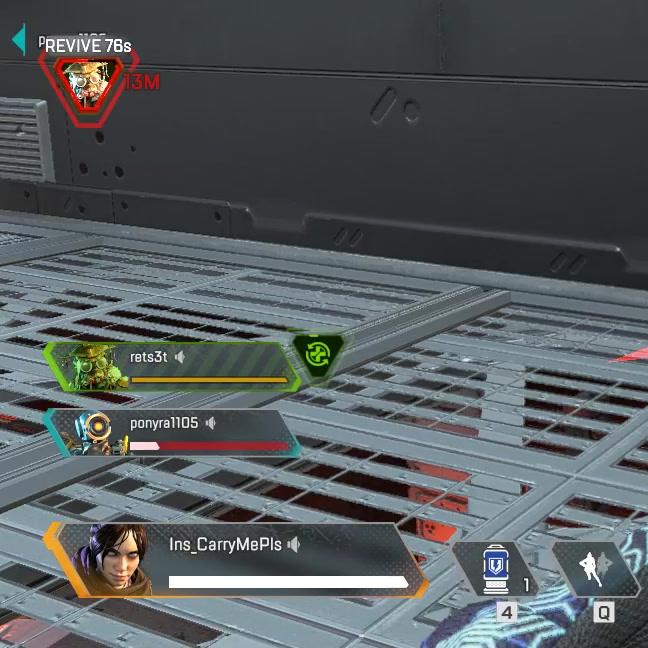 REVIVE 76s
13M
rets3t
ponyra1105
Ins_CarryMePls
1
4
Q